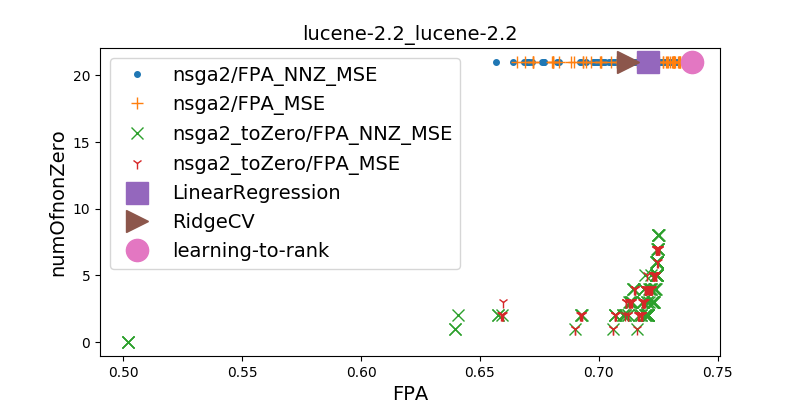 lucene-2.2_lucene-2.2
numOfnonZero
20
15
10
5
0
nsga2/FPA_NNZ_MSE
nsga2/FPA_MSE
nsga2_toZero/FPA_NNZ_MSE
nsga2_toZero/FPA_MSE
LinearRegression
RidgeCV
learning-to-rank
0.50 0.55 0.60 0.65 0.70 0.75
FPA